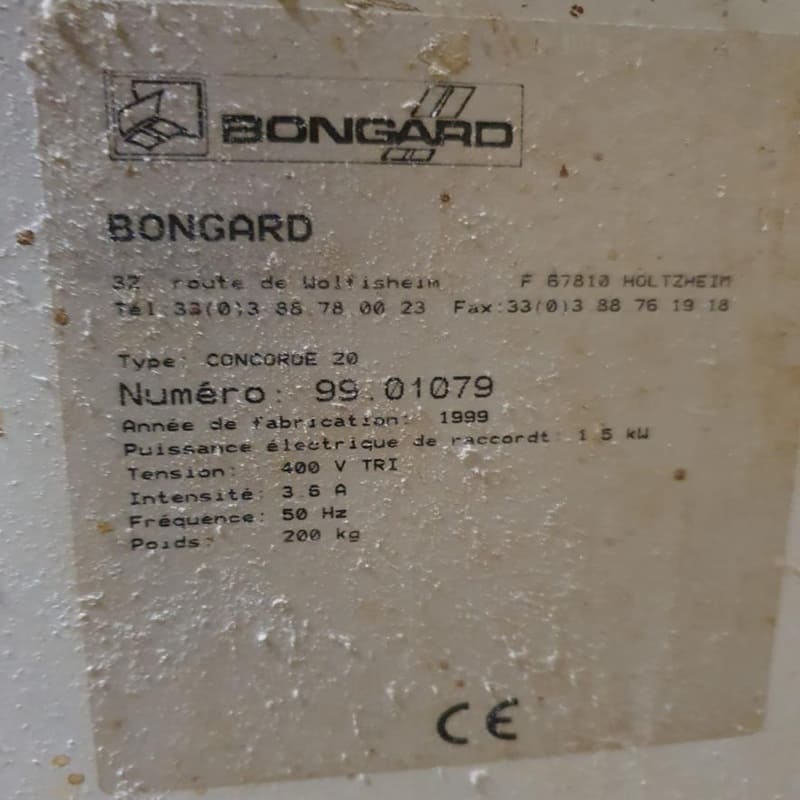 BONGARD
BONGARD
32 route de Wolfisheim F 67810 HOLTZHEIM
Tél:33(0)3 88 78 00 23 Fax:33(0)3 88 76 19 18
Type: CONCORDE 20
Numéro: 99.01079
Année de fabrication: 1999
Puissance électrique de raccordt: 1.5 kW
Tension: 400 V TRI
Intensité: 3.6 A
Fréquence: 50 Hz
Poids: 200 kg
CE